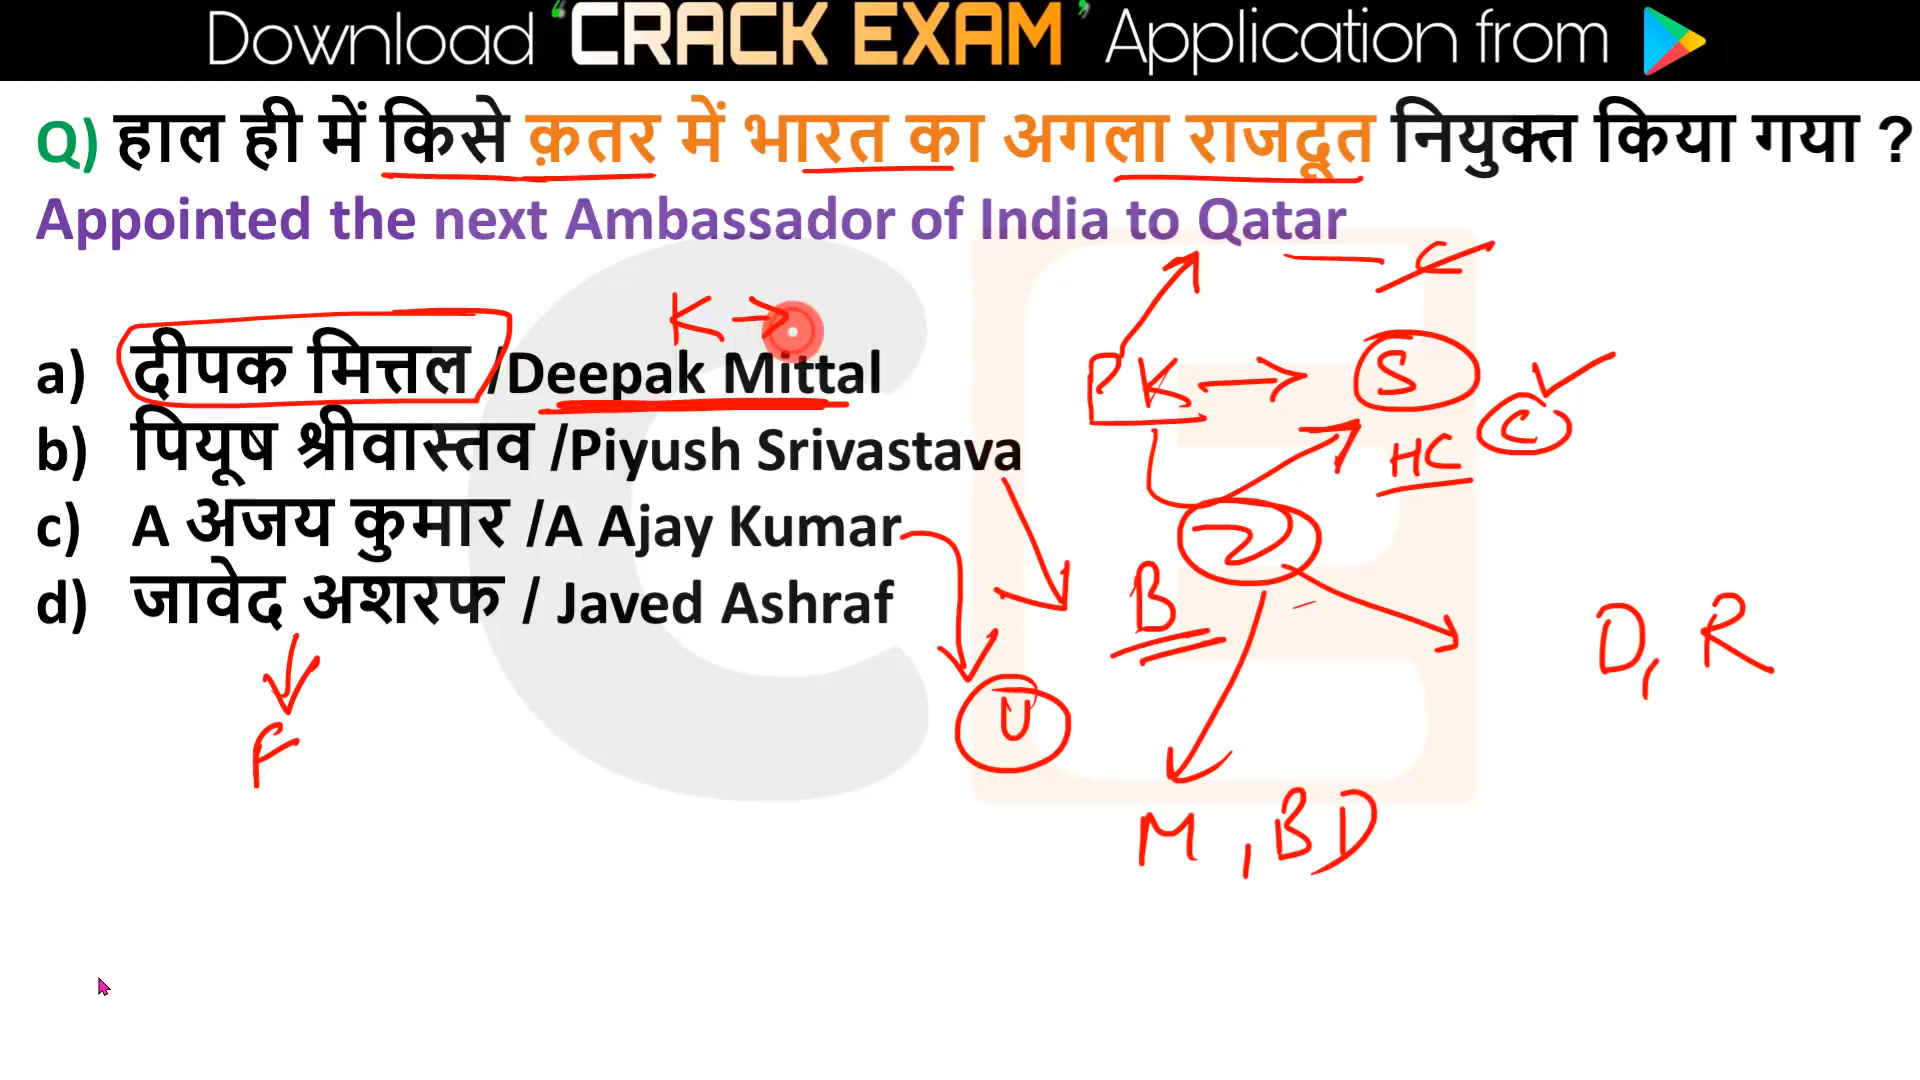 Download ‘CRACK EXAM’ Application from
Q) हाल ही में किसे क़तर में भारत का अगला राजदूत नियुक्त किया गया ?
Appointed the next Ambassador of India to Qatar
K
a) दीपक मित्तल /Deepak Mittal
PK S
b) पियूष श्रीवास्तव /Piyush Srivastava
HC C
c) A अजय कुमार /A Ajay Kumar
d) जावेद अशरफ / Javed Ashraf
B
D, R
U
F
M, BD